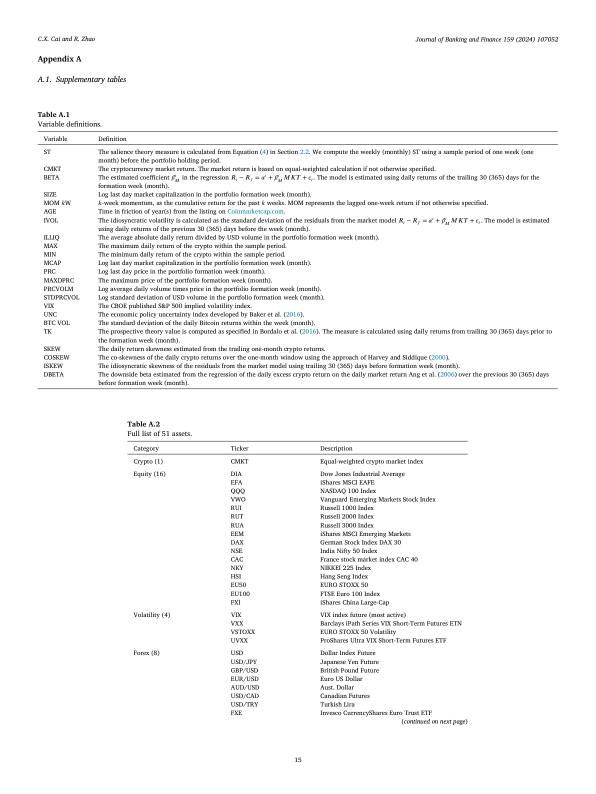 C.X. Cai and R. Zhao
Journal of Banking and Finance 159 (2024) 107052
Appendix A
A.1. Supplementary tables
Table A.1
Variable definitions.
Variable Definition
ST The salience theory measure is calculated from Equation (4) in Section 2.2. We compute the weekly (monthly) ST using a sample period of one week (one
month) before the portfolio holding period.
CMKT The cryptocurrency market return. The market return is based on equal-weighted calculation if not otherwise specified.
BETA The estimated coefficient β^i_M in the regression R_i − R_f = α^i + β^i_M MKT + ε_i. The model is estimated using daily returns of the trailing 30 (365) days for the
formation week (month).
SIZE Log last day market capitalization in the portfolio formation week (month).
MOM kW k-week momentum, as the cumulative return for the past k weeks. MOM represents the lagged one-week return if not otherwise specified.
AGE Time in friction of year(s) from the listing on Coinmarketcap.com.
IVOL The idiosyncratic volatility is calculated as the standard deviation of the residuals from the market model R_i − R_f = α^i + β^i_M MKT + ε_i. The model is estimated
using daily returns of the previous 30 (365) days before the week (month).
ILLIQ The average absolute daily return divided by USD volume in the portfolio formation week (month).
MAX The maximum daily return of the crypto within the sample period.
MIN The minimum daily return of the crypto within the sample period.
MCAP Log last day market capitalization in the portfolio formation week (month).
PRC Log last day price in the portfolio formation week (month).
MAXDPRC The maximum price of the portfolio formation week (month).
PRCVOLM Log average daily volume times price in the portfolio formation week (month).
STDPRCVOL Log standard deviation of USD volume in the portfolio formation week (month).
VIX The CBOE published S&P 500 implied volatility index.
UNC The economic policy uncertainty index developed by Baker et al. (2016).
BTC VOL The standard deviation of the daily Bitcoin returns within the week (month).
TK The prospective theory value is computed as specified in Bordalo et al. (2016). The measure is calculated using daily returns from trailing 30 (365) days prior to
the formation week (month).
SKEW The daily return skewness estimated from the trailing one-month crypto returns.
COSKEW The co-skewness of the daily crypto returns over the one-month window using the approach of Harvey and Siddique (2000).
ISKEW The idiosyncratic skewness of the residuals from the market model using trailing 30 (365) days before formation week (month).
DBETA The downside beta estimated from the regression of the daily excess crypto return on the daily market return Ang et al. (2006) over the previous 30 (365) days
before formation week (month).
Table A.2
Full list of 51 assets.
Category Ticker Description
Crypto (1) CMKT Equal-weighted crypto market index
Equity (16) DIA Dow Jones Industrial Average
EFA iShares MSCI EAFE
QQQ NASDAQ 100 Index
VWO Vanguard Emerging Markets Stock Index
RUI Russell 1000 Index
RUT Russell 2000 Index
RUA Russell 3000 Index
EEM iShares MSCI Emerging Markets
DAX German Stock Index DAX 30
NSE India Nifty 50 Index
CAC France stock market index CAC 40
NKY NIKKEI 225 Index
HSI Hang Seng Index
EU50 EURO STOXX 50
EU100 FTSE Euro 100 Index
FXI iShares China Large-Cap
Volatility (4) VIX VIX index future (most active)
VXX Barclays iPath Series VIX Short-Term Futures ETN
VSTOXX EURO STOXX 50 Volatility
UVXX ProShares Ultra VIX Short-Term Futures ETF
Forex (8) USD Dollar Index Future
USD/JPY Japanese Yen Future
GBP/USD British Pound Future
EUR/USD Euro US Dollar
AUD/USD Aust. Dollar
USD/CAD Canadian Futures
USD/TRY Turkish Lira
FXE Invesco CurrencyShares Euro Trust ETF
(continued on next page)
15